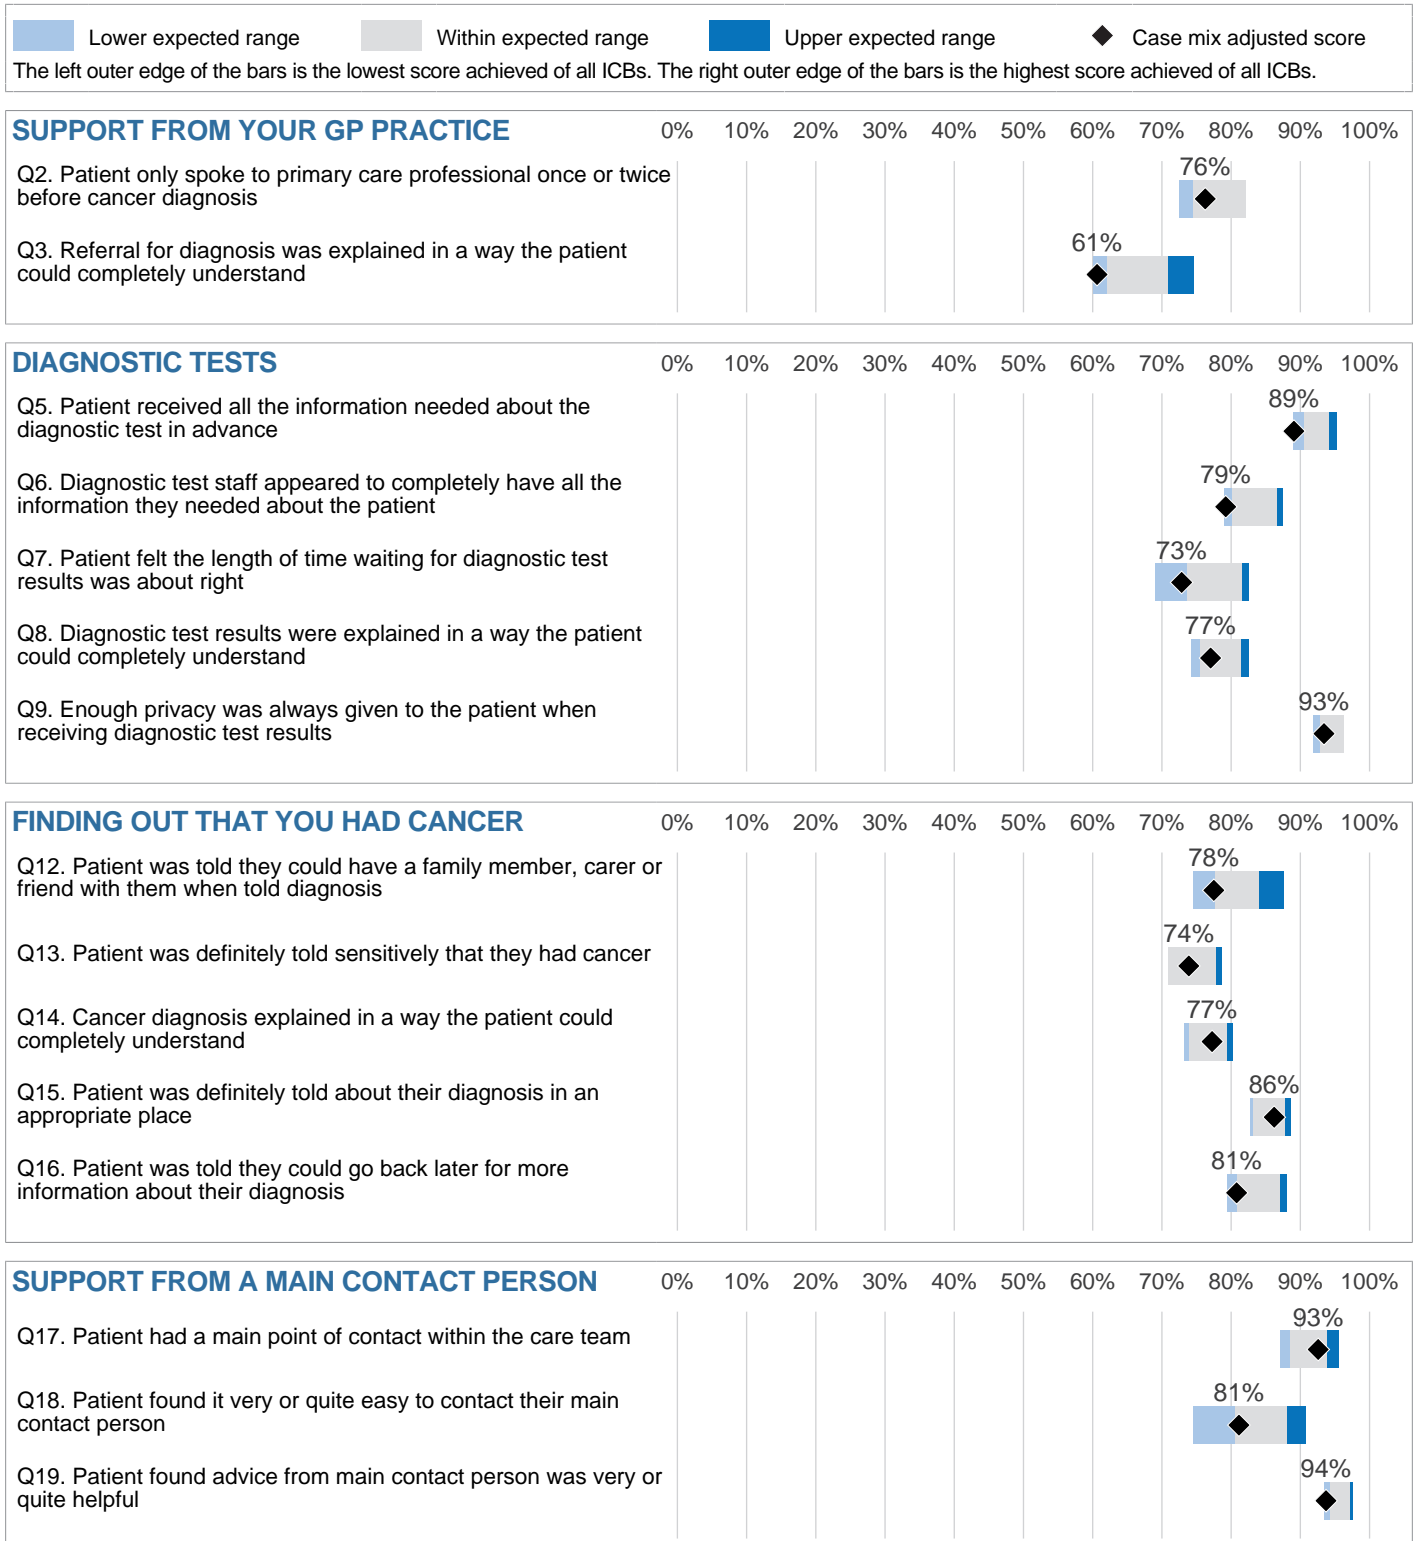 Lower expected range Within expected range Upper expected range Case mix adjusted score
The left outer edge of the bars is the lowest score achieved of all ICBs. The right outer edge of the bars is the highest score achieved of all ICBs.
SUPPORT FROM YOUR GP PRACTICE 0% 10% 20% 30% 40% 50% 60% 70% 80% 90% 100%
76%
Q2. Patient only spoke to primary care professional once or twice
before cancer diagnosis
61%
Q3. Referral for diagnosis was explained in a way the patient
could completely understand
DIAGNOSTIC TESTS 0% 10% 20% 30% 40% 50% 60% 70% 80% 90% 100%
89%
Q5. Patient received all the information needed about the
diagnostic test in advance
79%
Q6. Diagnostic test staff appeared to completely have all the
information they needed about the patient
73%
Q7. Patient felt the length of time waiting for diagnostic test
results was about right
77%
Q8. Diagnostic test results were explained in a way the patient
could completely understand
93%
Q9. Enough privacy was always given to the patient when
receiving diagnostic test results
FINDING OUT THAT YOU HAD CANCER 0% 10% 20% 30% 40% 50% 60% 70% 80% 90% 100%
78%
Q12. Patient was told they could have a family member, carer or
friend with them when told diagnosis
74%
Q13. Patient was definitely told sensitively that they had cancer
77%
Q14. Cancer diagnosis explained in a way the patient could
completely understand
86%
Q15. Patient was definitely told about their diagnosis in an
appropriate place
81%
Q16. Patient was told they could go back later for more
information about their diagnosis
SUPPORT FROM A MAIN CONTACT PERSON 0% 10% 20% 30% 40% 50% 60% 70% 80% 90% 100%
93%
Q17. Patient had a main point of contact within the care team
81%
Q18. Patient found it very or quite easy to contact their main
contact person
94%
Q19. Patient found advice from main contact person was very or
quite helpful